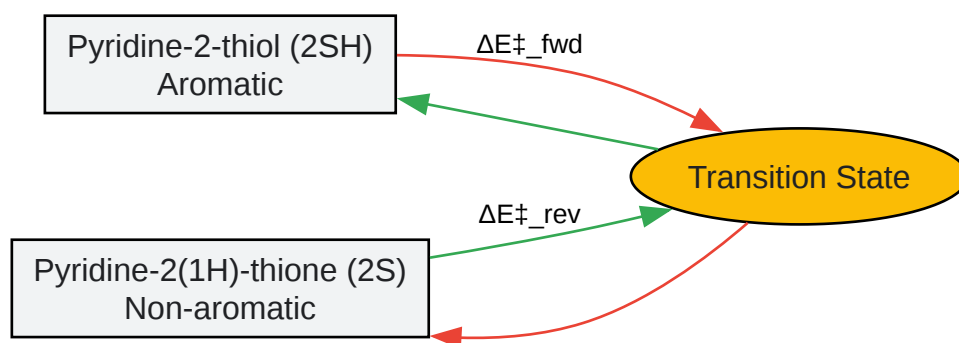 Pyridine-2-thiol (2SH)
Aromatic
ΔE‡_fwd
Transition State
ΔE‡_rev
Pyridine-2(1H)-thione (2S)
Non-aromatic